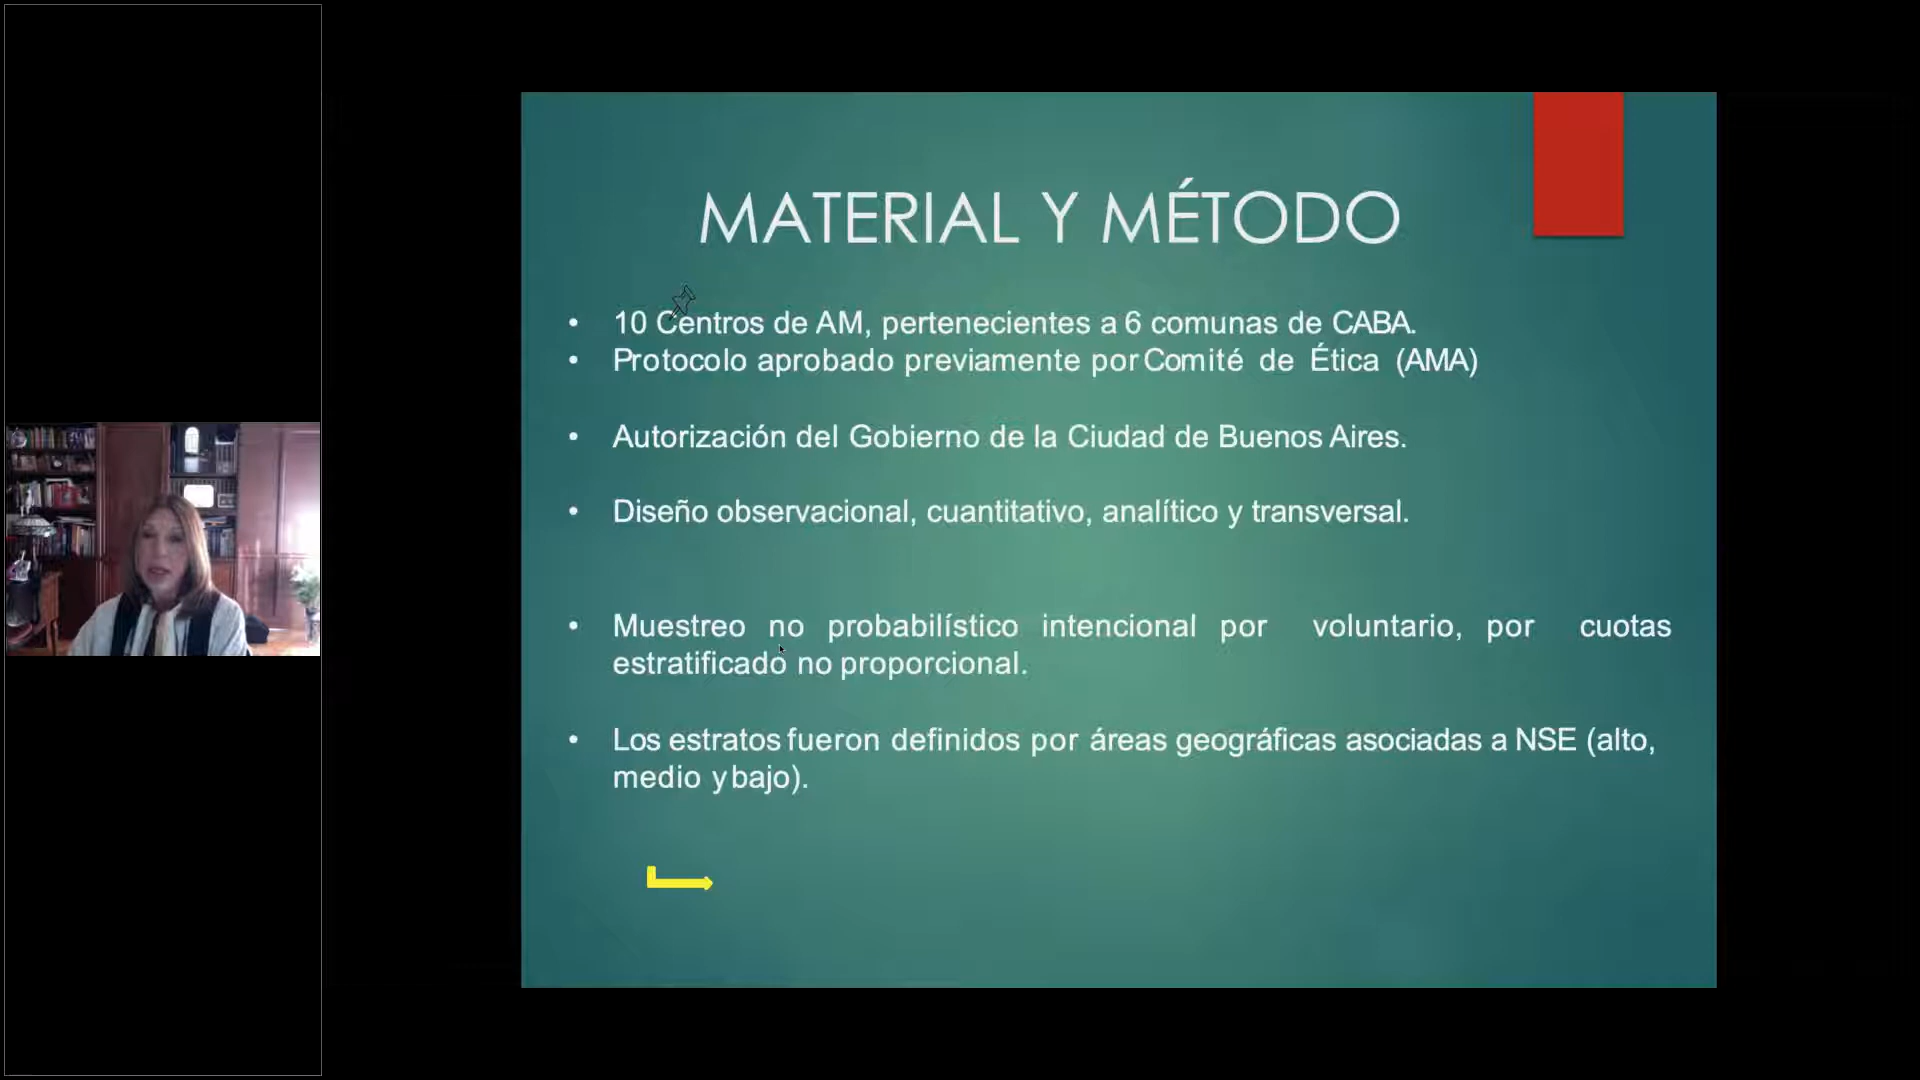 MATERIAL Y MÉTODO
• 10 Centros de AM, pertenecientes a 6 comunas de CABA.
• Protocolo aprobado previamente por Comité de Ética (AMA)
• Autorización del Gobierno de la Ciudad de Buenos Aires.
• Diseño observacional, cuantitativo, analítico y transversal.
• Muestreo no probabilístico intencional por voluntario, por cuotas
estratificado no proporcional.
• Los estratos fueron definidos por áreas geográficas asociadas a NSE (alto,
medio y bajo).